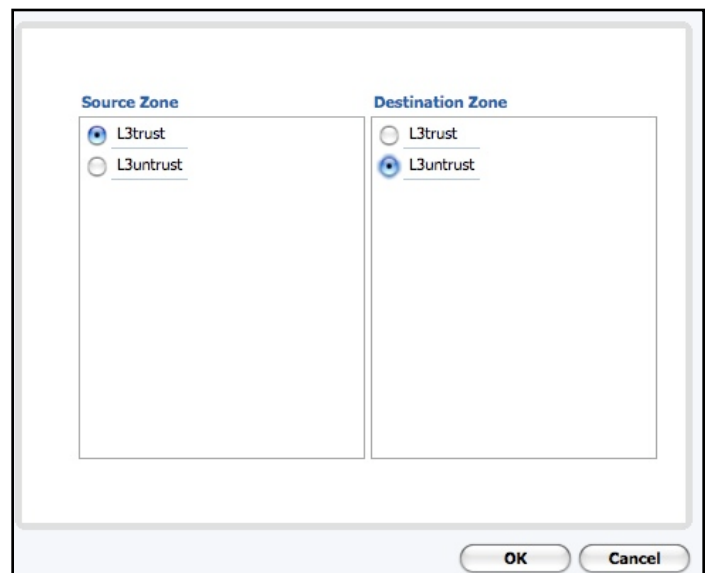 Source Zone
L3trust
L3untrust
Destination Zone
L3trust
L3untrust
OK
Cancel